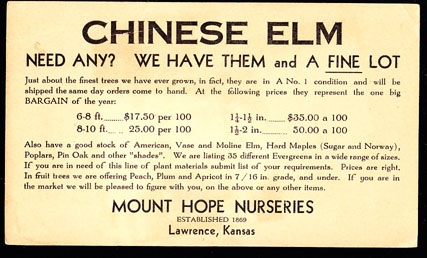 CHINESE ELM
NEED ANY? WE HAVE THEM and A FINE LOT
Just about the finest trees we have ever grown, in fact, they are in A No. 1 condition and will be
shipped the same day orders come to hand. At the following prices they represent the one big
BARGAIN of the year:
6-8 ft. ........ $17.50 per 100 1¼-1½ in. ........ $35.00 a 100
8-10 ft. ..... 25.00 per 100 1½-2 in. ........ 50.00 a 100
Also have a good stock of American, Vase and Moline Elm, Hard Maples (Sugar and Norway),
Poplars, Pin Oak and other "shades". We are listing 35 different Evergreens in a wide range of sizes.
If you are in need of this line of plant materials submit list of your requirements. Prices are right.
In fruit trees we are offering Peach, Plum and Apricot in 7/16 in. grade, and under. If you are in
the market we will be pleased to figure with you, on the above or any other items.
MOUNT HOPE NURSERIES
ESTABLISHED 1869
Lawrence, Kansas